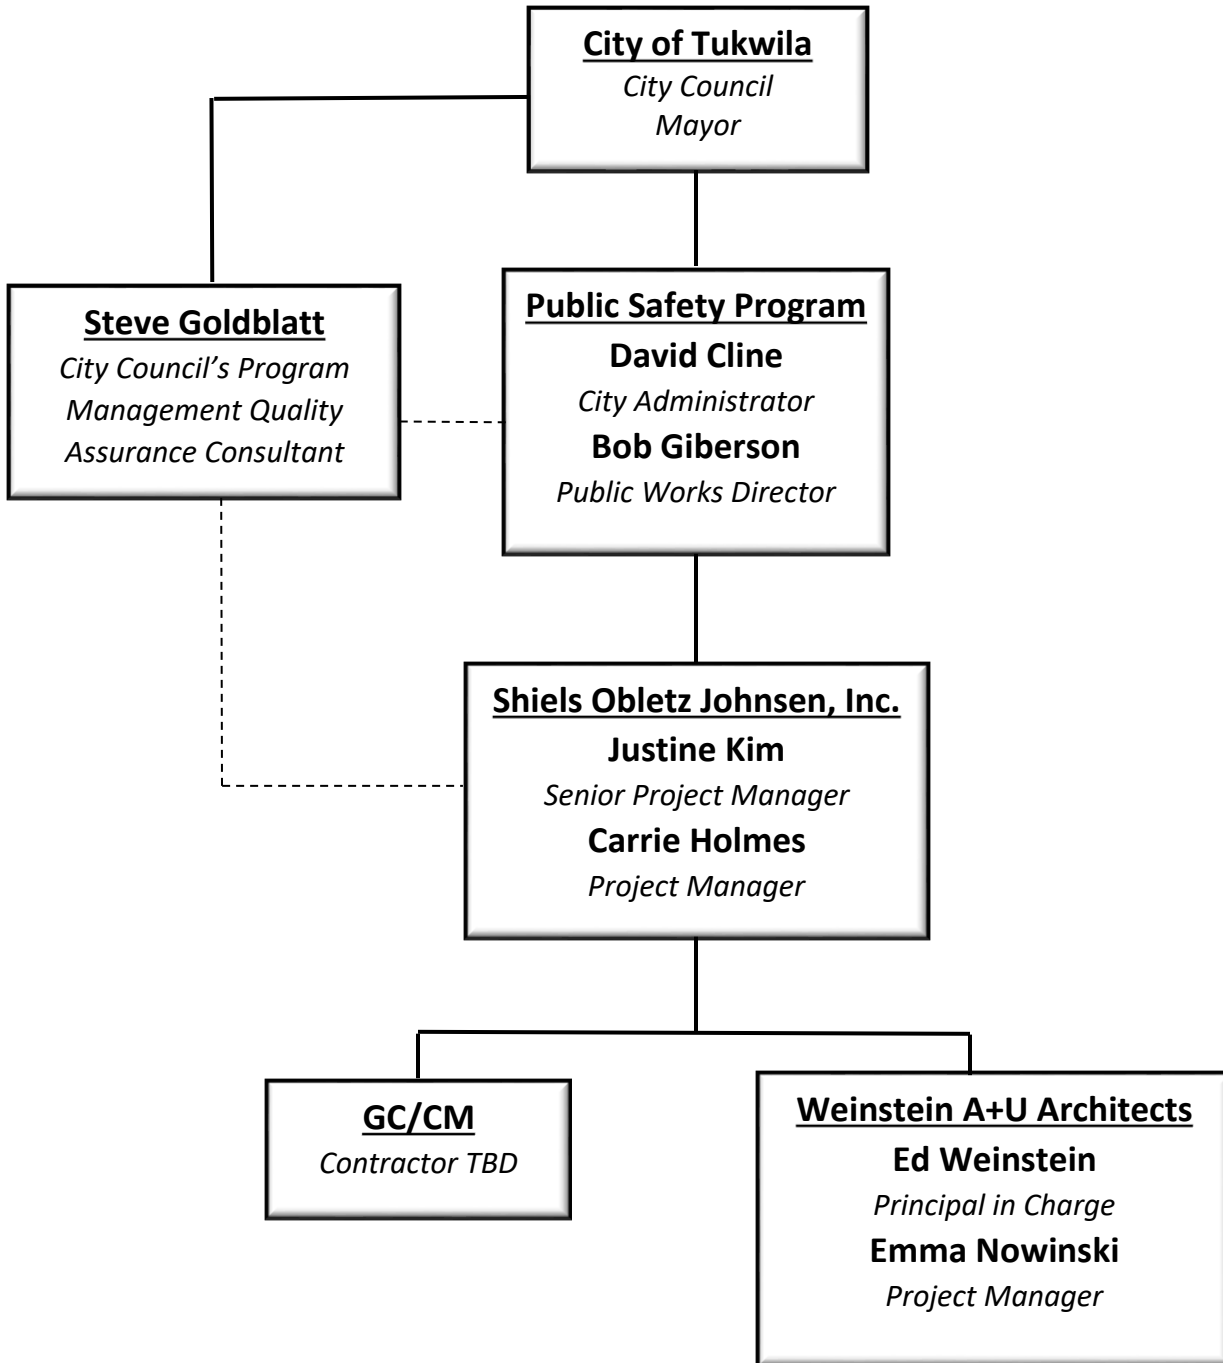 City of Tukwila
City Council
Mayor
Steve Goldblatt
City Council’s Program
Management Quality
Assurance Consultant
Public Safety Program
David Cline
City Administrator
Bob Giberson
Public Works Director
Shiels Obletz Johnsen, Inc.
Justine Kim
Senior Project Manager
Carrie Holmes
Project Manager
GC/CM
Contractor TBD
Weinstein A+U Architects
Ed Weinstein
Principal in Charge
Emma Nowinski
Project Manager